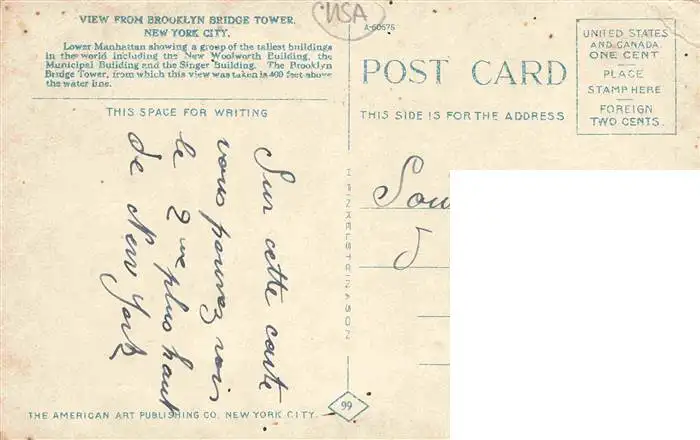 VIEW FROM BROOKLYN BRIDGE TOWER,
NEW YORK CITY.
Lower Manhattan showing a group of the tallest buildings
in the world including the New Woolworth Building, the
Municipal Building and the Singer Building. The Brooklyn
Bridge Tower, from which this view was taken is 400 feet above
the water line.
USA
A-60675
POST CARD
UNITED STATES
AND CANADA
ONE CENT
PLACE
STAMP HERE
FOREIGN
TWO CENTS.
THIS SPACE FOR WRITING
THIS SIDE IS FOR THE ADDRESS
Sur cette carte
vous pouvez voir
le 2me plus haut
de New York
Sou
J
H FINKELSTEIN & SON
THE AMERICAN ART PUBLISHING CO. NEW YORK CITY.
99